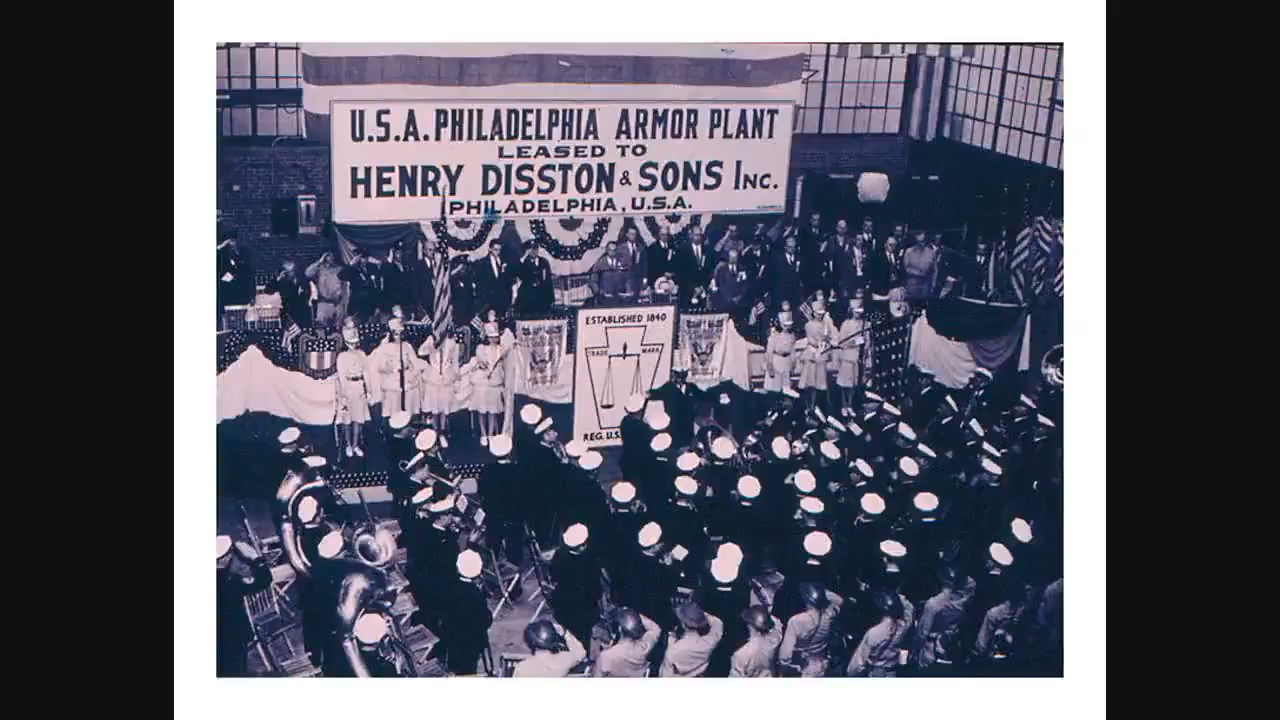 U.S.A. PHILADELPHIA ARMOR PLANT
LEASED TO
HENRY DISSTON & SONS INC.
PHILADELPHIA, U.S.A.
ESTABLISHED 1840
TRADE MARK
REG. U.S.